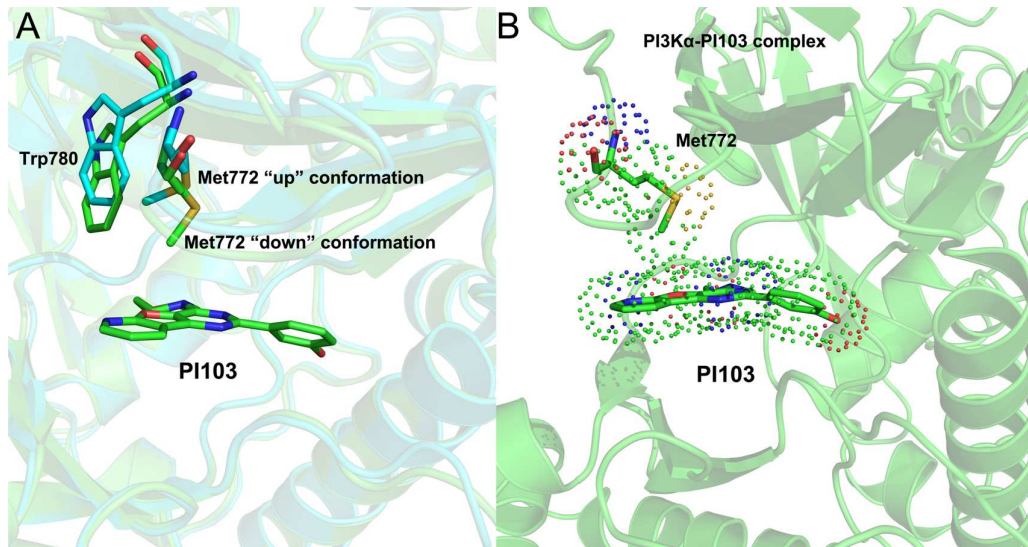 A
Trp780
Met772 “up” conformation
Met772 “down” conformation
PI103
B
PI3Kα-PI103 complex
Met772
PI103